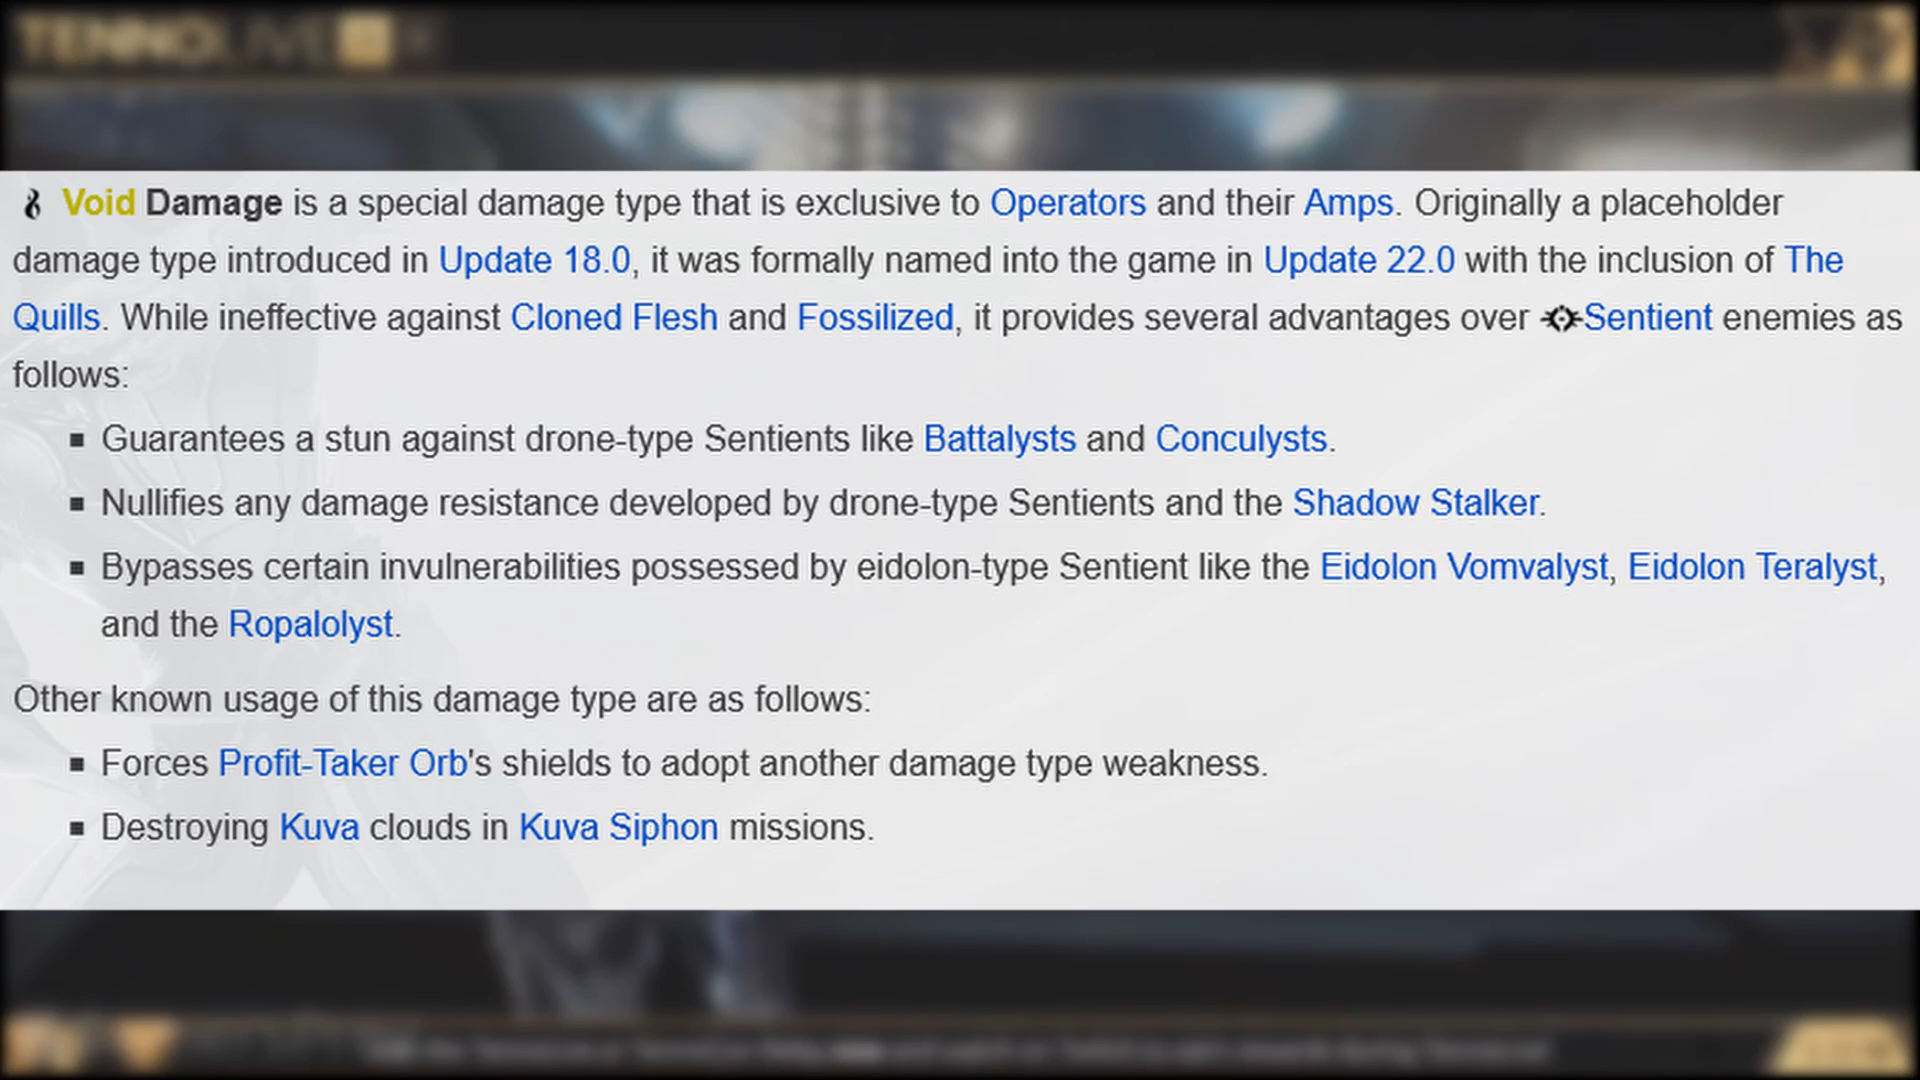 TENNOLIVE
Void Damage is a special damage type that is exclusive to Operators and their Amps. Originally a placeholder
damage type introduced in Update 18.0, it was formally named into the game in Update 22.0 with the inclusion of The
Quills. While ineffective against Cloned Flesh and Fossilized, it provides several advantages over Sentient enemies as
follows:
■ Guarantees a stun against drone-type Sentients like Battalysts and Conculysts.
■ Nullifies any damage resistance developed by drone-type Sentients and the Shadow Stalker.
■ Bypasses certain invulnerabilities possessed by eidolon-type Sentient like the Eidolon Vomvalyst, Eidolon Teralyst,
and the Ropalolyst.
Other known usage of this damage type are as follows:
■ Forces Profit-Taker Orb's shields to adopt another damage type weakness.
■ Destroying Kuva clouds in Kuva Siphon missions.